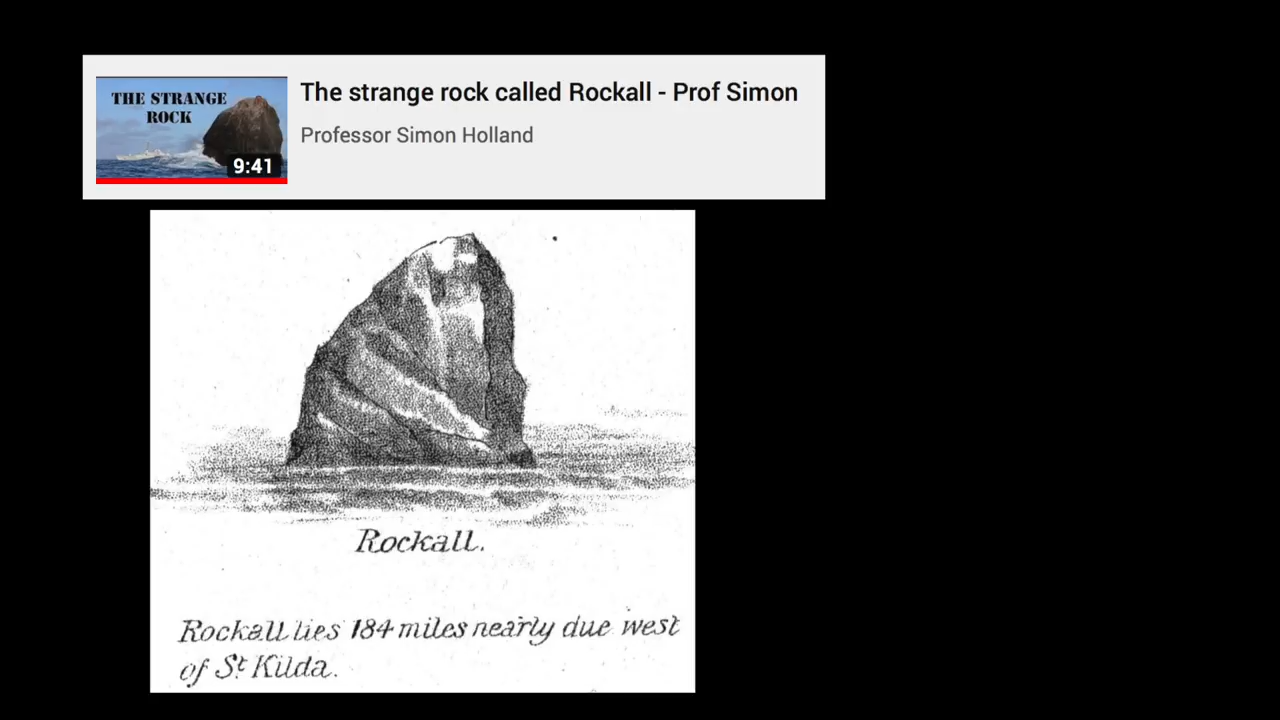 THE STRANGE
ROCK
9:41
The strange rock called Rockall - Prof Simon
Professor Simon Holland
Rockall.
Rockall lies 184 miles nearly due west
of St Kilda.